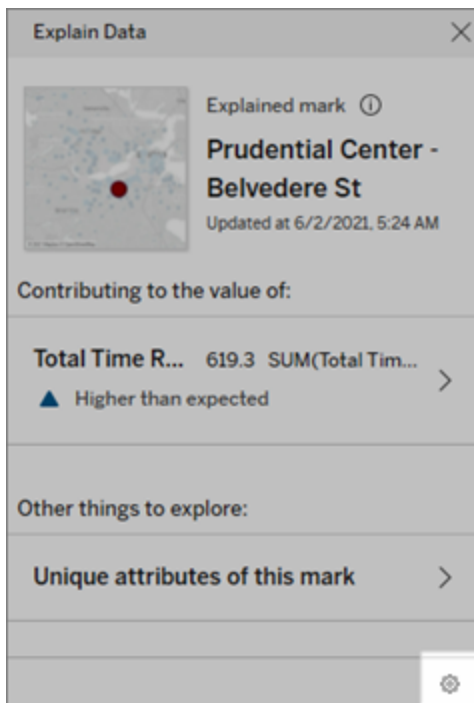 Explain Data
Explained mark
Prudential Center -
Belvedere St
Updated at 6/2/2021, 5:24 AM
Contributing to the value of:
Total Time R... 619.3 SUM(Total Tim...
Higher than expected
Other things to explore:
Unique attributes of this mark